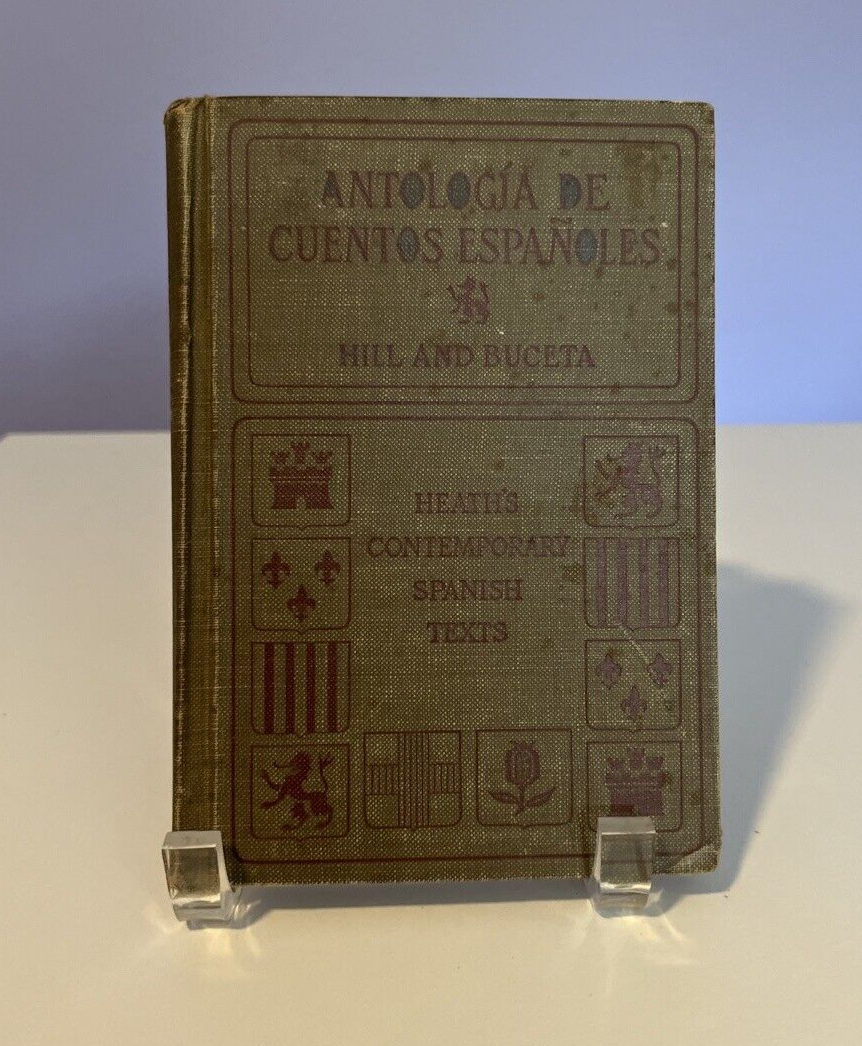 ANTOLOGÍA DE
CUENTOS ESPAÑOLES
HILL AND BUCETA
HEATH'S
CONTEMPORARY
SPANISH
TEXTS